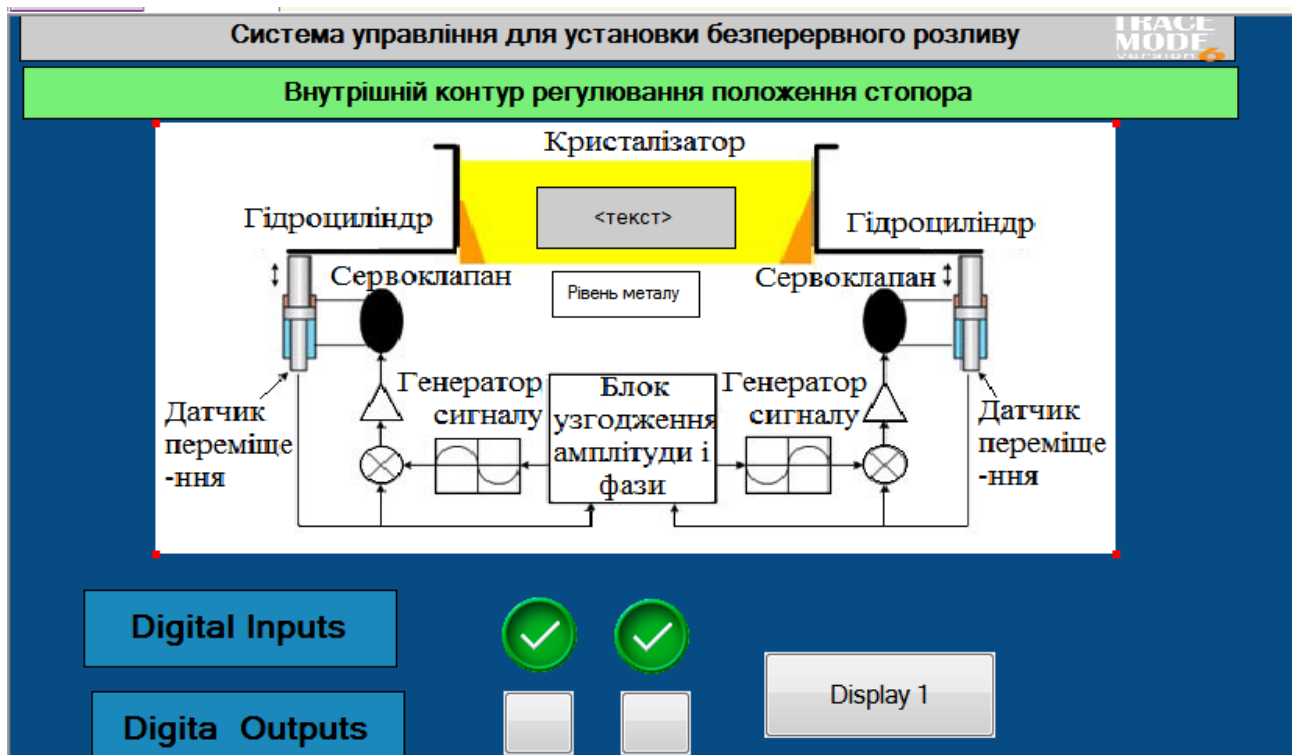 Система управління для установки безперервного розливу
TRACE
MODE
version 6
Внутрішній контур регулювання положення стопора
Кристалізатор
<текст>
Гідроциліндр
Гідроциліндр
Сервоклапан
Сервоклапан
Рівень металу
Генератор
сигналу
Блок
узгодження
амплітуди і
фази
Генератор
сигналу
Датчик
переміще
-ння
Датчик
переміще
-ння
Digital Inputs
Display 1
Digita Outputs